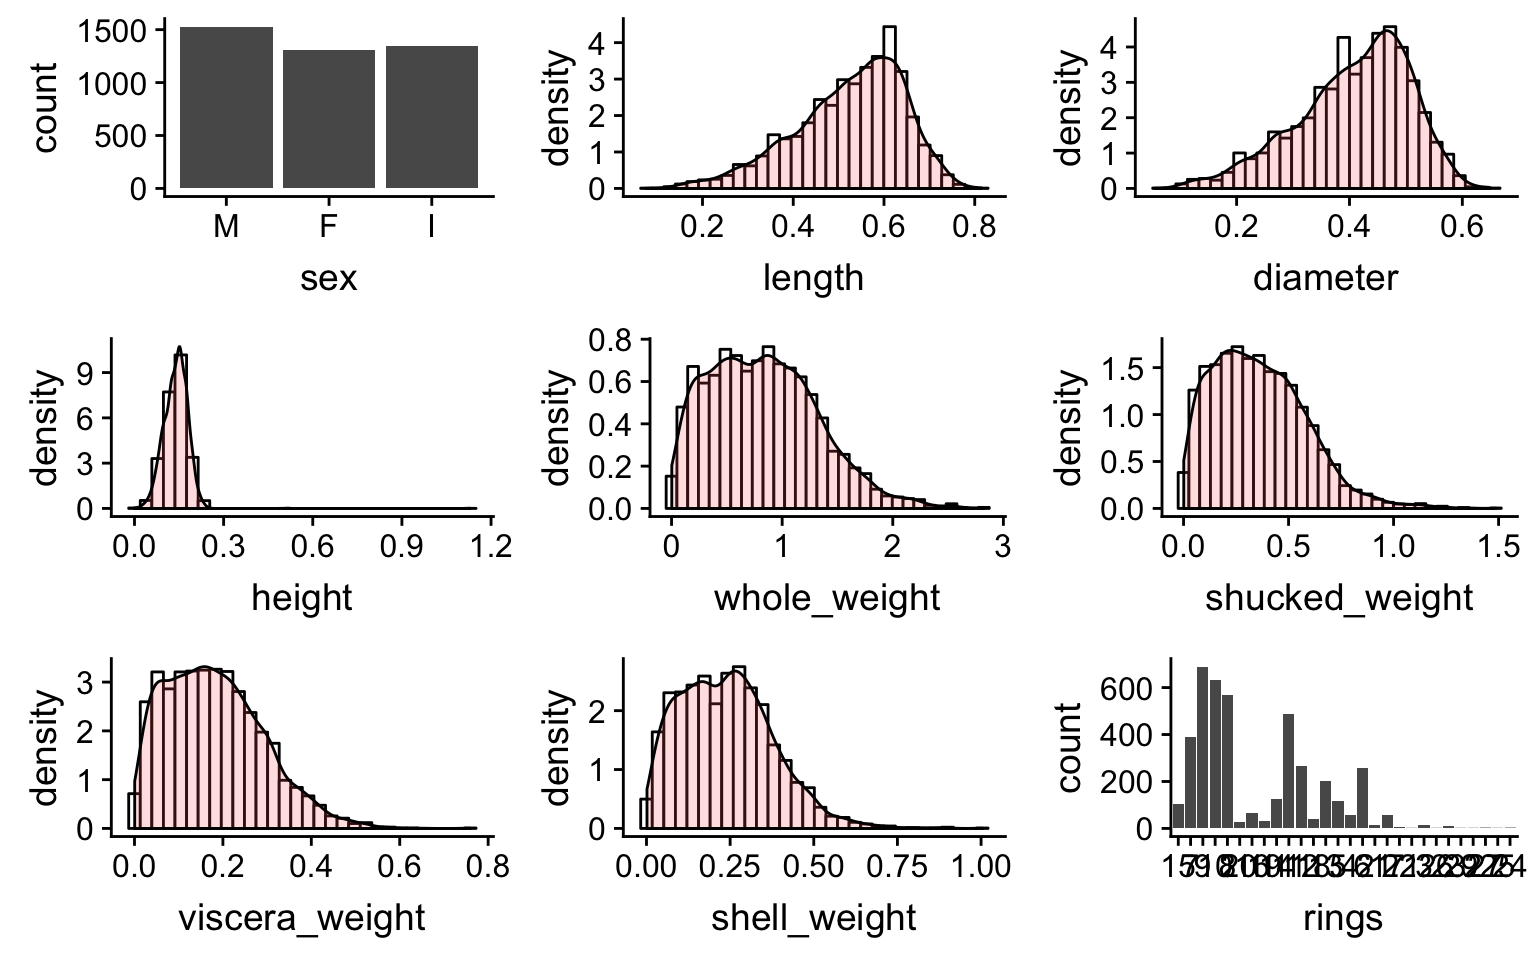 1500
1000
500
0
count
M F I
sex
4
3
2
1
0
density
0.2 0.4 0.6 0.8
length
4
3
2
1
0
density
0.2 0.4 0.6
diameter
9
6
3
0
density
0.0 0.3 0.6 0.9 1.2
height
0.8
0.6
0.4
0.2
0.0
density
0 1 2 3
whole_weight
1.5
1.0
0.5
0.0
density
0.0 0.5 1.0 1.5
shucked_weight
3
2
1
0
density
0.0 0.2 0.4 0.6 0.8
viscera_weight
2
1
0
density
0.00 0.25 0.50 0.75 1.00
shell_weight
600
400
200
0
count
rings